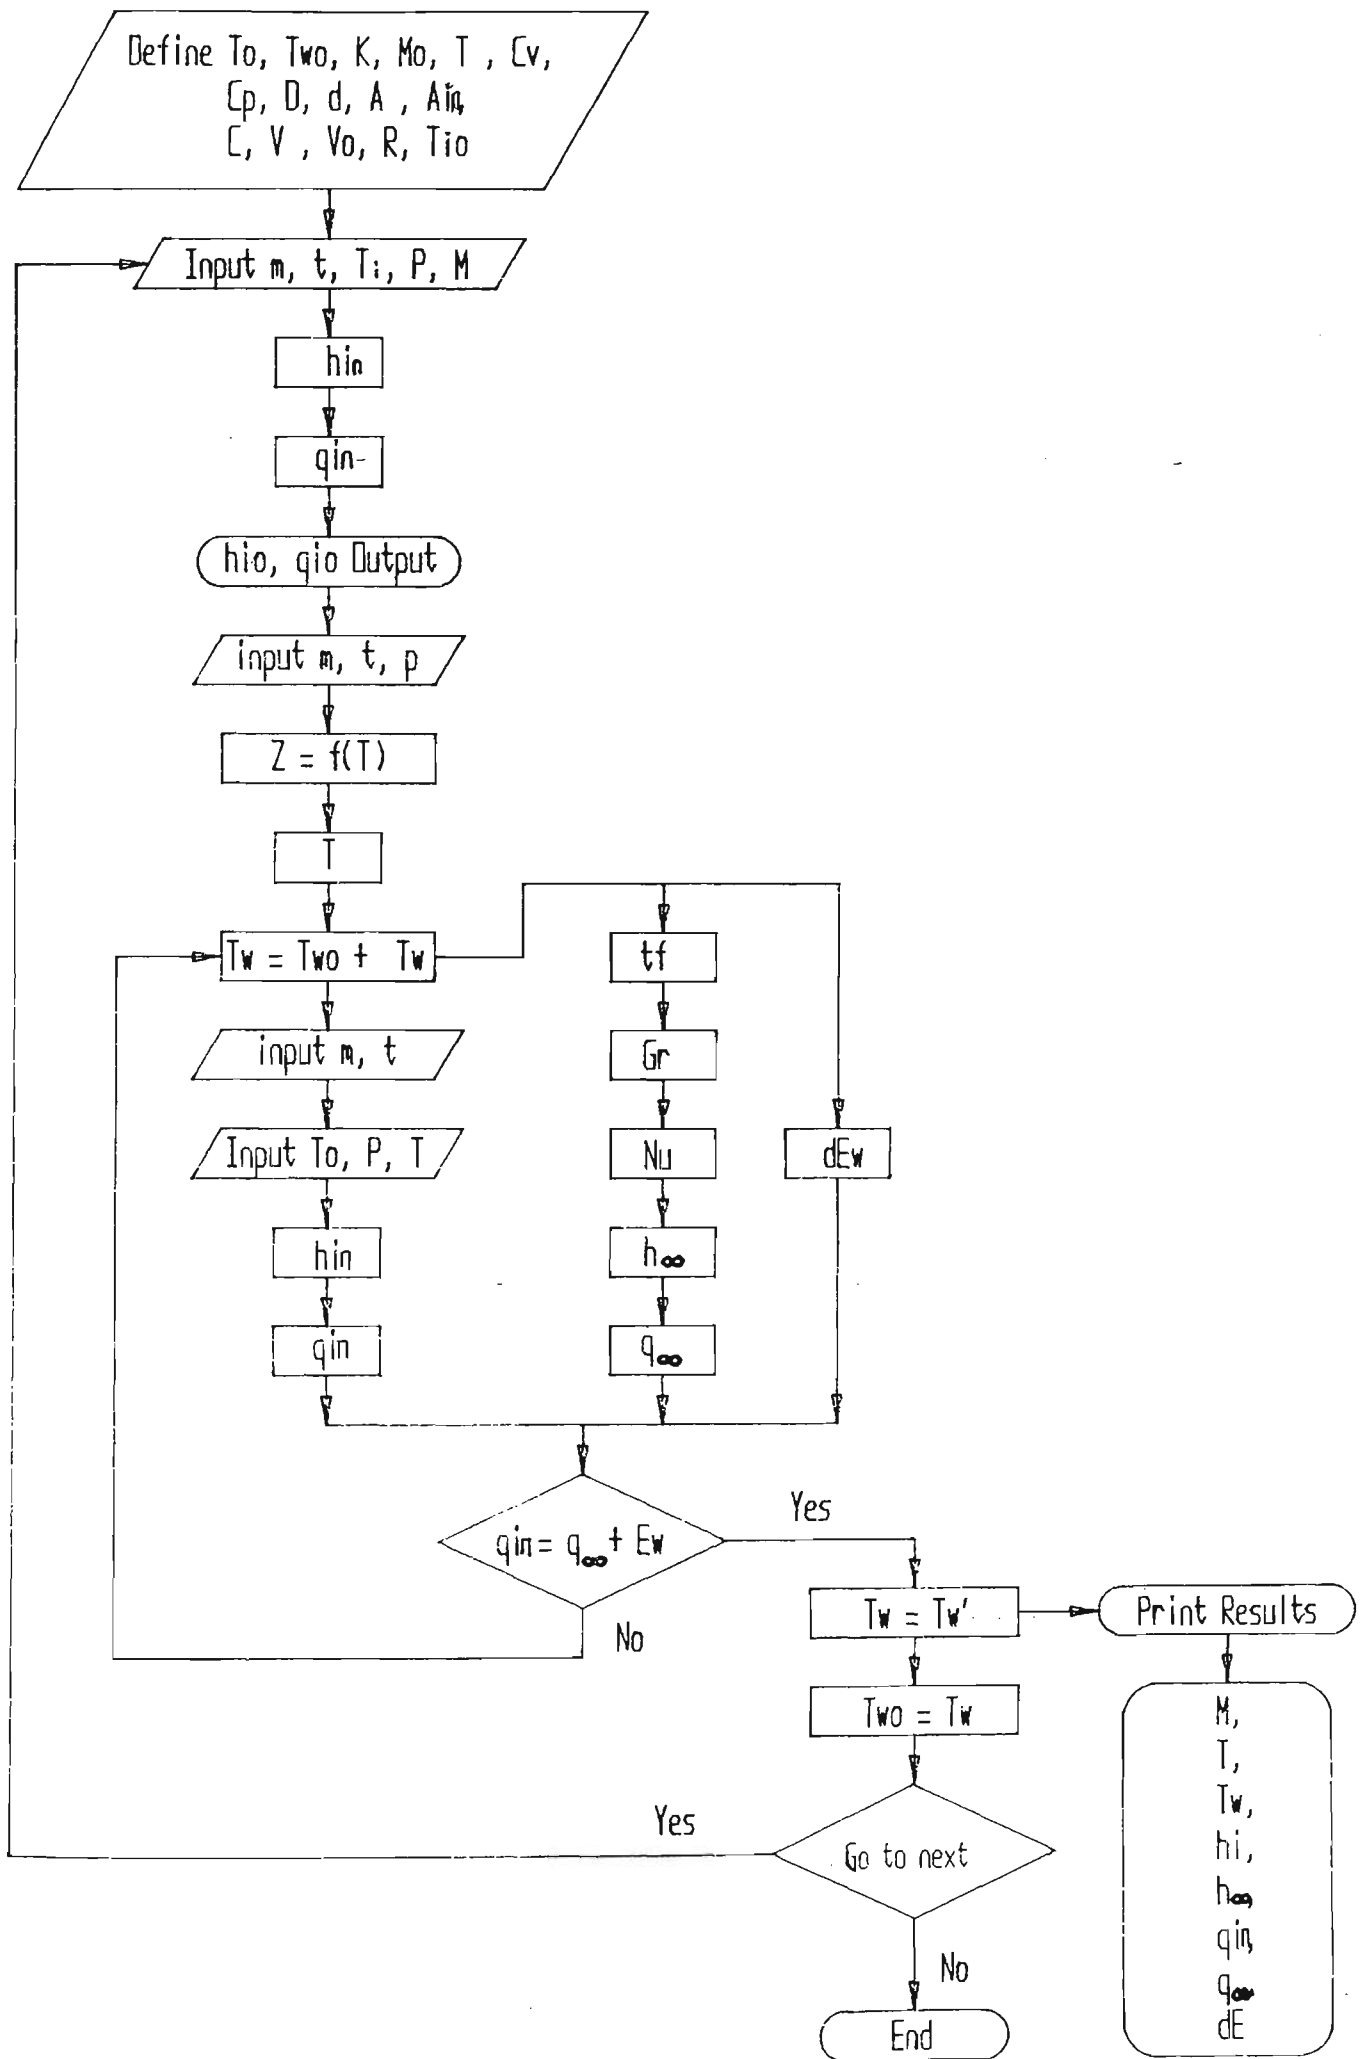 Define To, Two, K, Mo, T , Cv,
Cp, D, d, A , Ain,
C, V , Vo, R, Tio
Input m, t, Ti, P, M
hin
qin
hio, qio Output
input m, t, p
Z = f(T)
T
Tw = Two + Tw
input m, t
Input To, P, T
hin
qin
tf
Gr
Nu
h∞
q∞
dEw
qin = q∞ + Ew
Yes
No
Tw = Tw'
Print Results
Two = Tw
M,
T,
Tw,
hi,
h∞,
qin,
q∞,
dE
Go to next
Yes
No
End